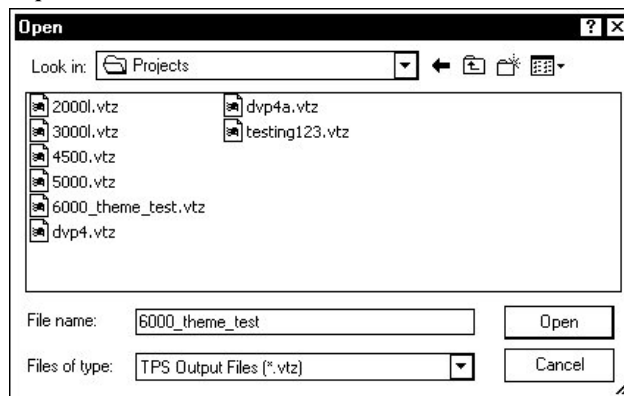 Open
Look in: Projects
2000l.vtz
3000l.vtz
4500.vtz
5000.vtz
6000_theme_test.vtz
dvp4.vtz
dvp4a.vtz
testing123.vtz
File name: 6000_theme_test
Open
Files of type: TPS Output Files (*.vtz)
Cancel